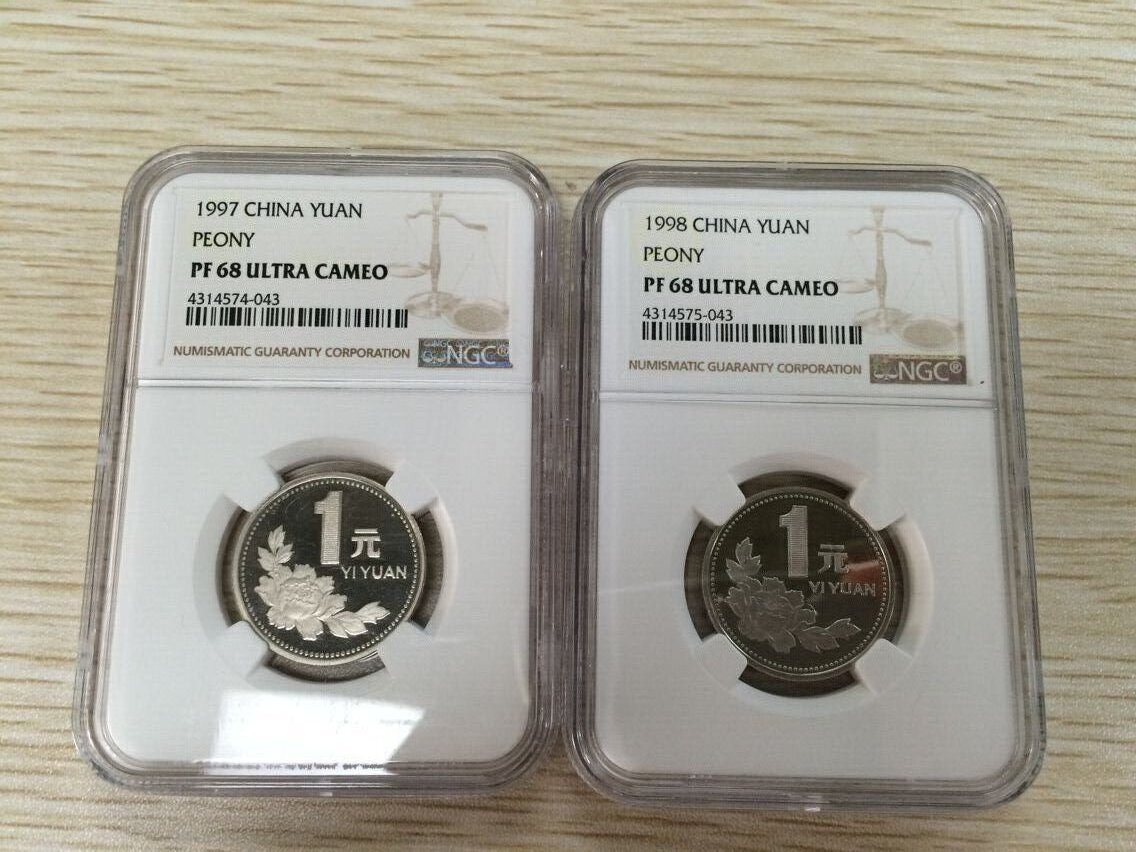 1997 CHINA YUAN
PEONY
PF 68 ULTRA CAMEO
4314574-043
NUMISMATIC GUARANTY CORPORATION
NGC®
1
元
YI YUAN
1998 CHINA YUAN
PEONY
PF 68 ULTRA CAMEO
4314575-043
NUMISMATIC GUARANTY CORPORATION
NGC®
1
元
YI YUAN